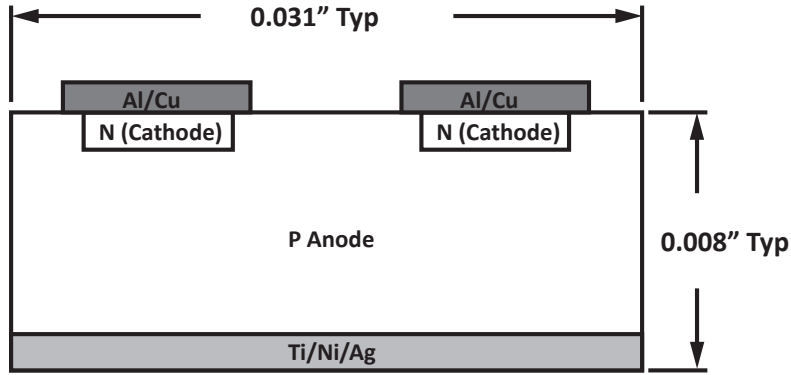 0.031” Typ
Al/Cu
Al/Cu
N (Cathode)
N (Cathode)
P Anode
0.008” Typ
Ti/Ni/Ag